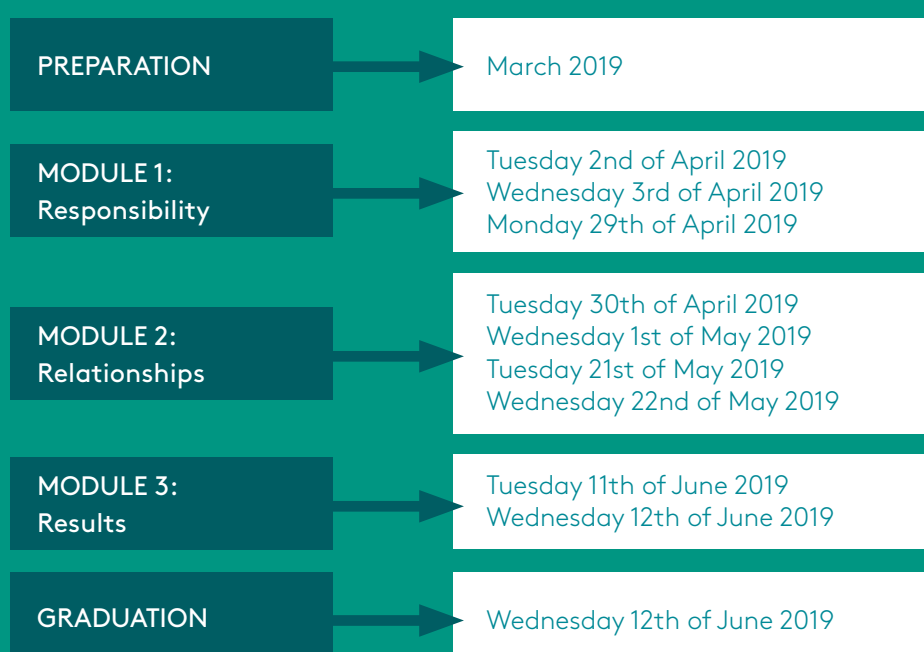 PREPARATION
March 2019
MODULE 1:
Responsibility
Tuesday 2nd of April 2019
Wednesday 3rd of April 2019
Monday 29th of April 2019
MODULE 2:
Relationships
Tuesday 30th of April 2019
Wednesday 1st of May 2019
Tuesday 21st of May 2019
Wednesday 22nd of May 2019
MODULE 3:
Results
Tuesday 11th of June 2019
Wednesday 12th of June 2019
GRADUATION
Wednesday 12th of June 2019